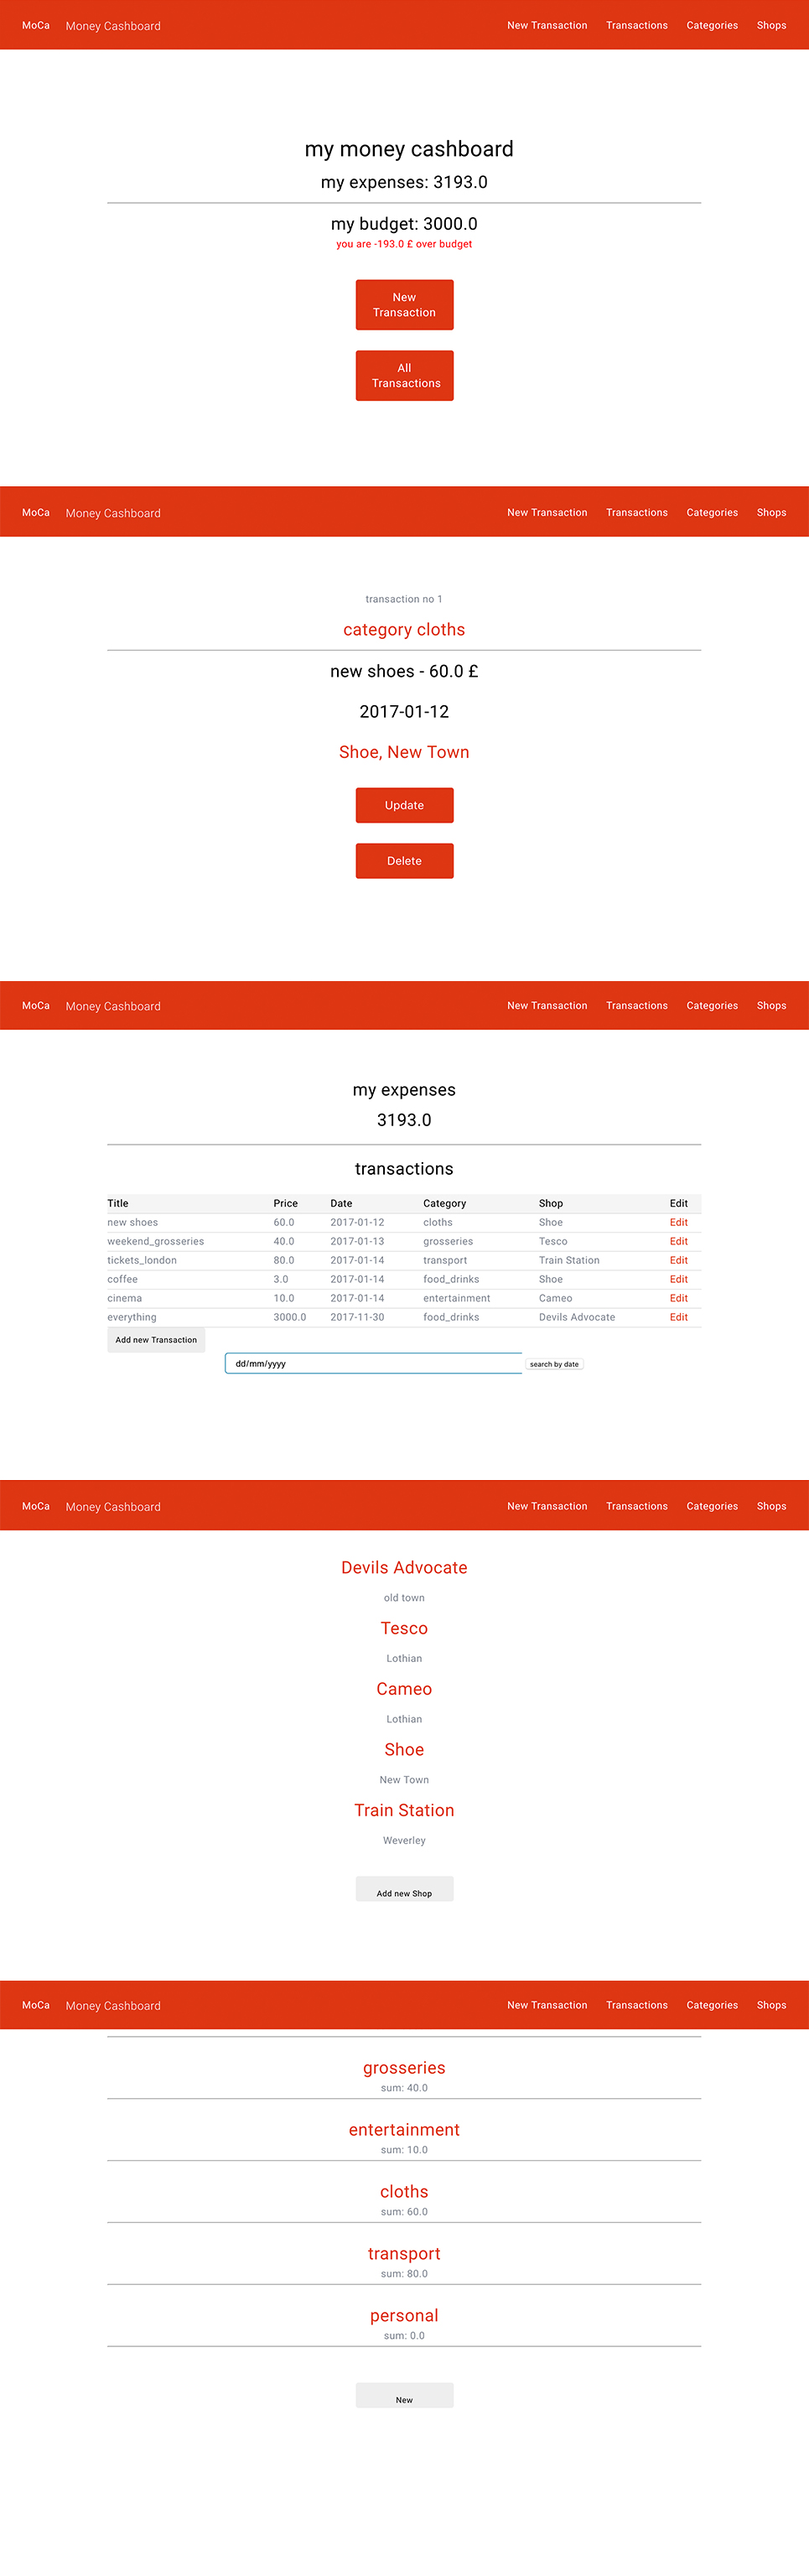 MoCa Money Cashboard New Transaction Transactions Categories Shops
my money cashboard
my expenses: 3193.0
my budget: 3000.0
you are -193.0 £ over budget
New
Transaction
All
Transactions
MoCa Money Cashboard New Transaction Transactions Categories Shops
transaction no 1
category cloths
new shoes - 60.0 £
2017-01-12
Shoe, New Town
Update
Delete
MoCa Money Cashboard New Transaction Transactions Categories Shops
my expenses
3193.0
transactions
Title Price Date Category Shop Edit
new shoes 60.0 2017-01-12 cloths Shoe Edit
weekend_grosseries 40.0 2017-01-13 grosseries Tesco Edit
tickets_london 80.0 2017-01-14 transport Train Station Edit
coffee 3.0 2017-01-14 food_drinks Shoe Edit
cinema 10.0 2017-01-14 entertainment Cameo Edit
everything 3000.0 2017-11-30 food_drinks Devils Advocate Edit
Add new Transaction
dd/mm/yyyy search by date
MoCa Money Cashboard New Transaction Transactions Categories Shops
Devils Advocate
old town
Tesco
Lothian
Cameo
Lothian
Shoe
New Town
Train Station
Weverley
Add new Shop
MoCa Money Cashboard New Transaction Transactions Categories Shops
grosseries
sum: 40.0
entertainment
sum: 10.0
cloths
sum: 60.0
transport
sum: 80.0
personal
sum: 0.0
New